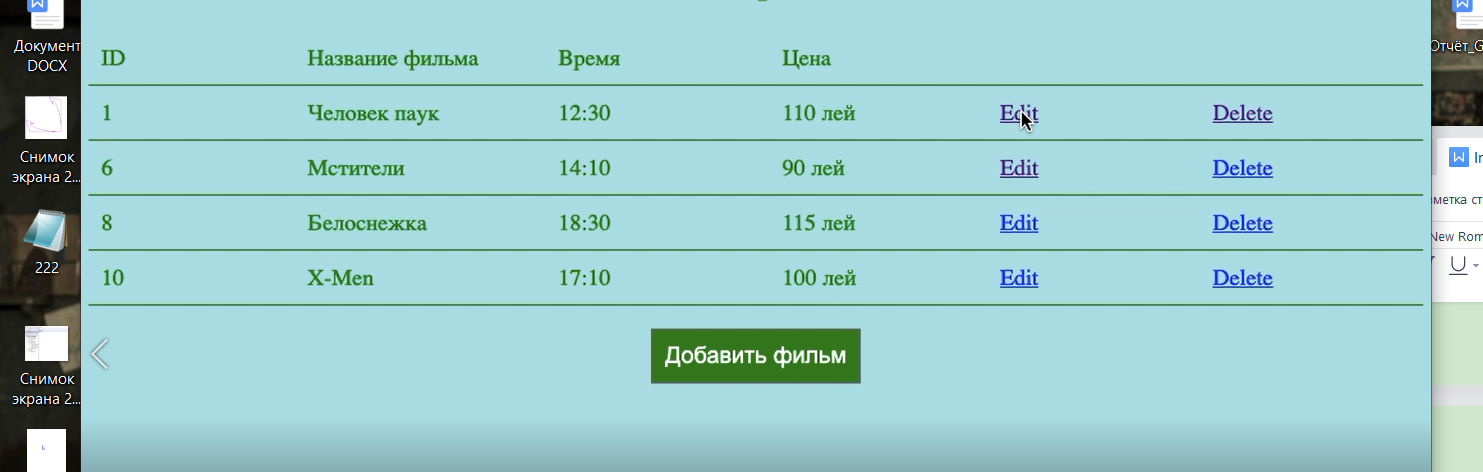 Документ
DOCX
Снимок
экрана 2...
222
Снимок
экрана 2...
ID Название фильма Время Цена
1 Человек паук 12:30 110 лей Edit Delete
6 Мстители 14:10 90 лей Edit Delete
8 Белоснежка 18:30 115 лей Edit Delete
10 X-Men 17:10 100 лей Edit Delete
Добавить фильм
Отчёт_G
зметка ст
New Rom